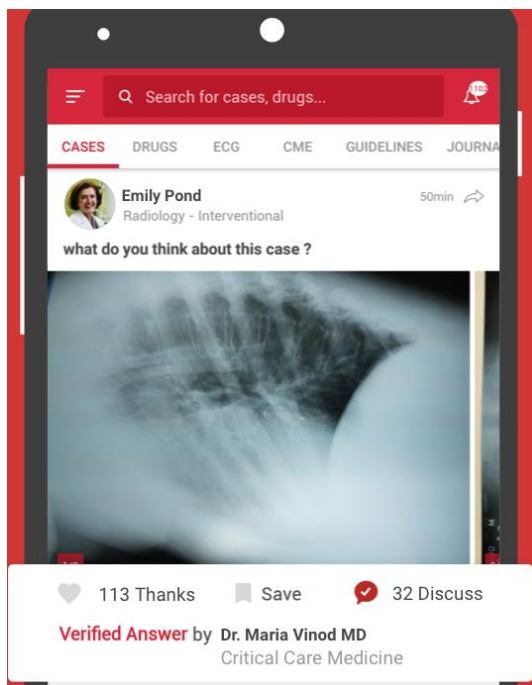 1102
Search for cases, drugs...
CASES DRUGS ECG CME GUIDELINES JOURNA
Emily Pond 50min
Radiology - Interventional
what do you think about this case ?
113 Thanks Save 32 Discuss
Verified Answer by Dr. Maria Vinod MD
Critical Care Medicine